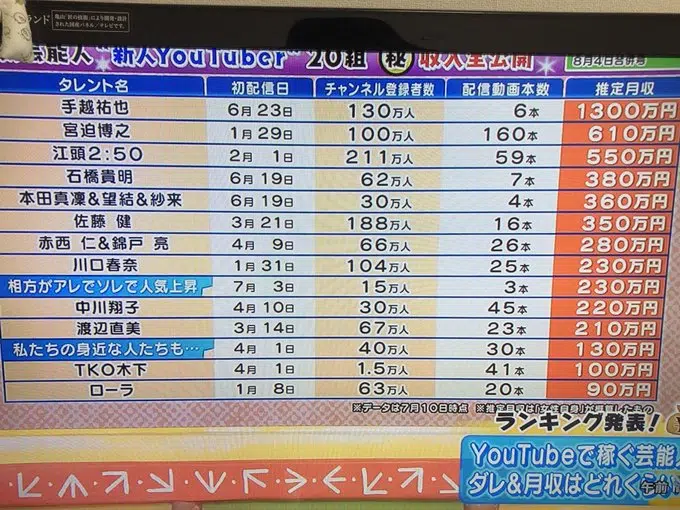 芸能人"新人YouTuber"20組 ㊙収入全公開
タレント名 初配信日 チャンネル登録者数 配信動画本数 推定月収
手越祐也 6月23日 130万人 6本 1300万円
宮迫博之 1月29日 100万人 160本 610万円
江頭2:50 2月 1日 211万人 59本 550万円
石橋貴明 6月19日 62万人 7本 380万円
本田真凜&望結&紗来 6月19日 30万人 4本 360万円
佐藤 健 3月21日 188万人 16本 350万円
赤西 仁&錦戸 亮 4月 9日 66万人 26本 280万円
川口春奈 1月31日 104万人 25本 230万円
相方がアレでソレで人気上昇 7月 3日 15万人 3本 230万円
中川翔子 4月10日 30万人 45本 220万円
渡辺直美 3月14日 67万人 23本 210万円
私たちの身近な人たちも… 4月 1日 40万人 30本 130万円
TKO木下 4月 1日 1.5万人 41本 100万円
ローラ 1月 8日 63万人 20本 90万円
※データは7月10日時点 ※推定月収は「女性自身」が
ランキング発表!
YouTubeで稼ぐ芸能人
ダレ&月収はどれくらい
午前